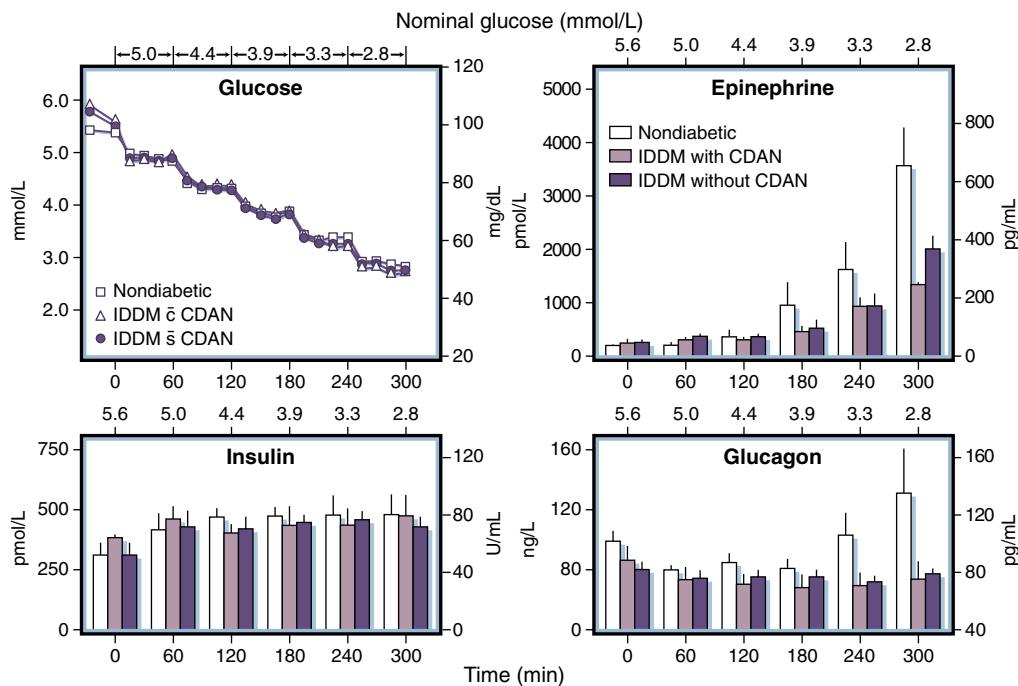 Nominal glucose (mmol/L)
5.0 4.4 3.9 3.3 2.8
Glucose
mmol/L
6.0
5.0
4.0
3.0
2.0
120
100
80
60
40
20
mg/dL
Nondiabetic
IDDM c̄ CDAN
IDDM s̄ CDAN
0 60 120 180 240 300
5.6 5.0 4.4 3.9 3.3 2.8
Epinephrine
pmol/L
5000
4000
3000
2000
1000
0
800
600
400
200
0
pg/mL
Nondiabetic
IDDM with CDAN
IDDM without CDAN
0 60 120 180 240 300
5.6 5.0 4.4 3.9 3.3 2.8
Insulin
pmol/L
750
500
250
0
120
80
40
0
U/mL
0 60 120 180 240 300
5.6 5.0 4.4 3.9 3.3 2.8
Glucagon
ng/L
160
120
80
0
160
120
80
40
pg/mL
0 60 120 180 240 300
Time (min)